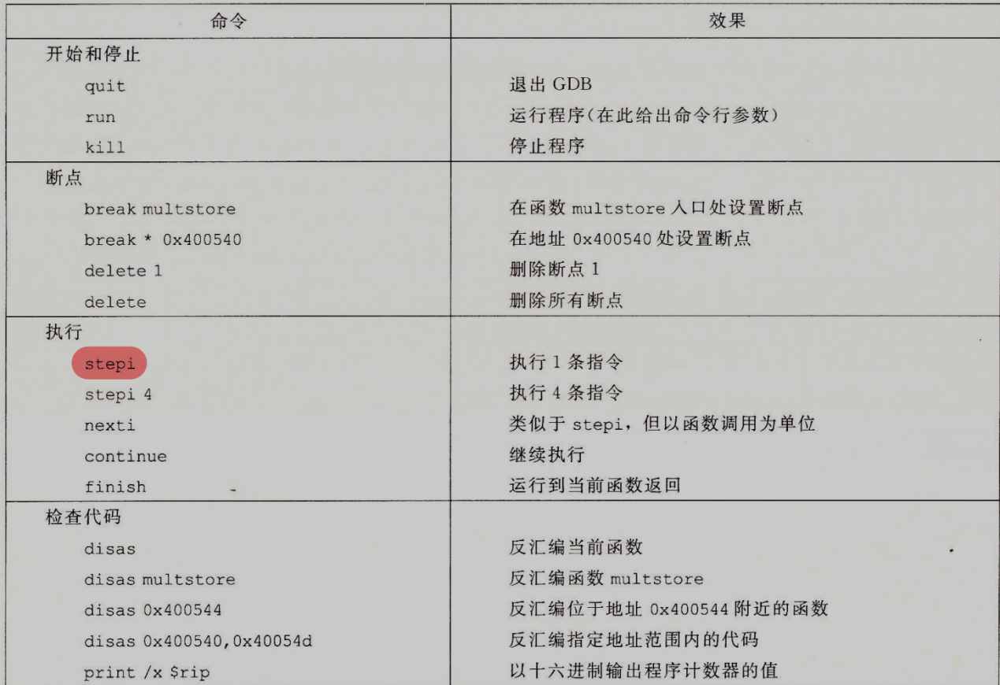 命令 效果
开始和停止
quit 退出 GDB
run 运行程序(在此给出命令行参数)
kill 停止程序
断点
break multstore 在函数 multstore 入口处设置断点
break * 0x400540 在地址 0x400540 处设置断点
delete 1 删除断点 1
delete 删除所有断点
执行
stepi 执行 1 条指令
stepi 4 执行 4 条指令
nexti 类似于 stepi，但以函数调用为单位
continue 继续执行
finish 运行到当前函数返回
检查代码
disas 反汇编当前函数
disas multstore 反汇编函数 multstore
disas 0x400544 反汇编位于地址 0x400544 附近的函数
disas 0x400540,0x40054d 反汇编指定地址范围内的代码
print /x $rip 以十六进制输出程序计数器的值